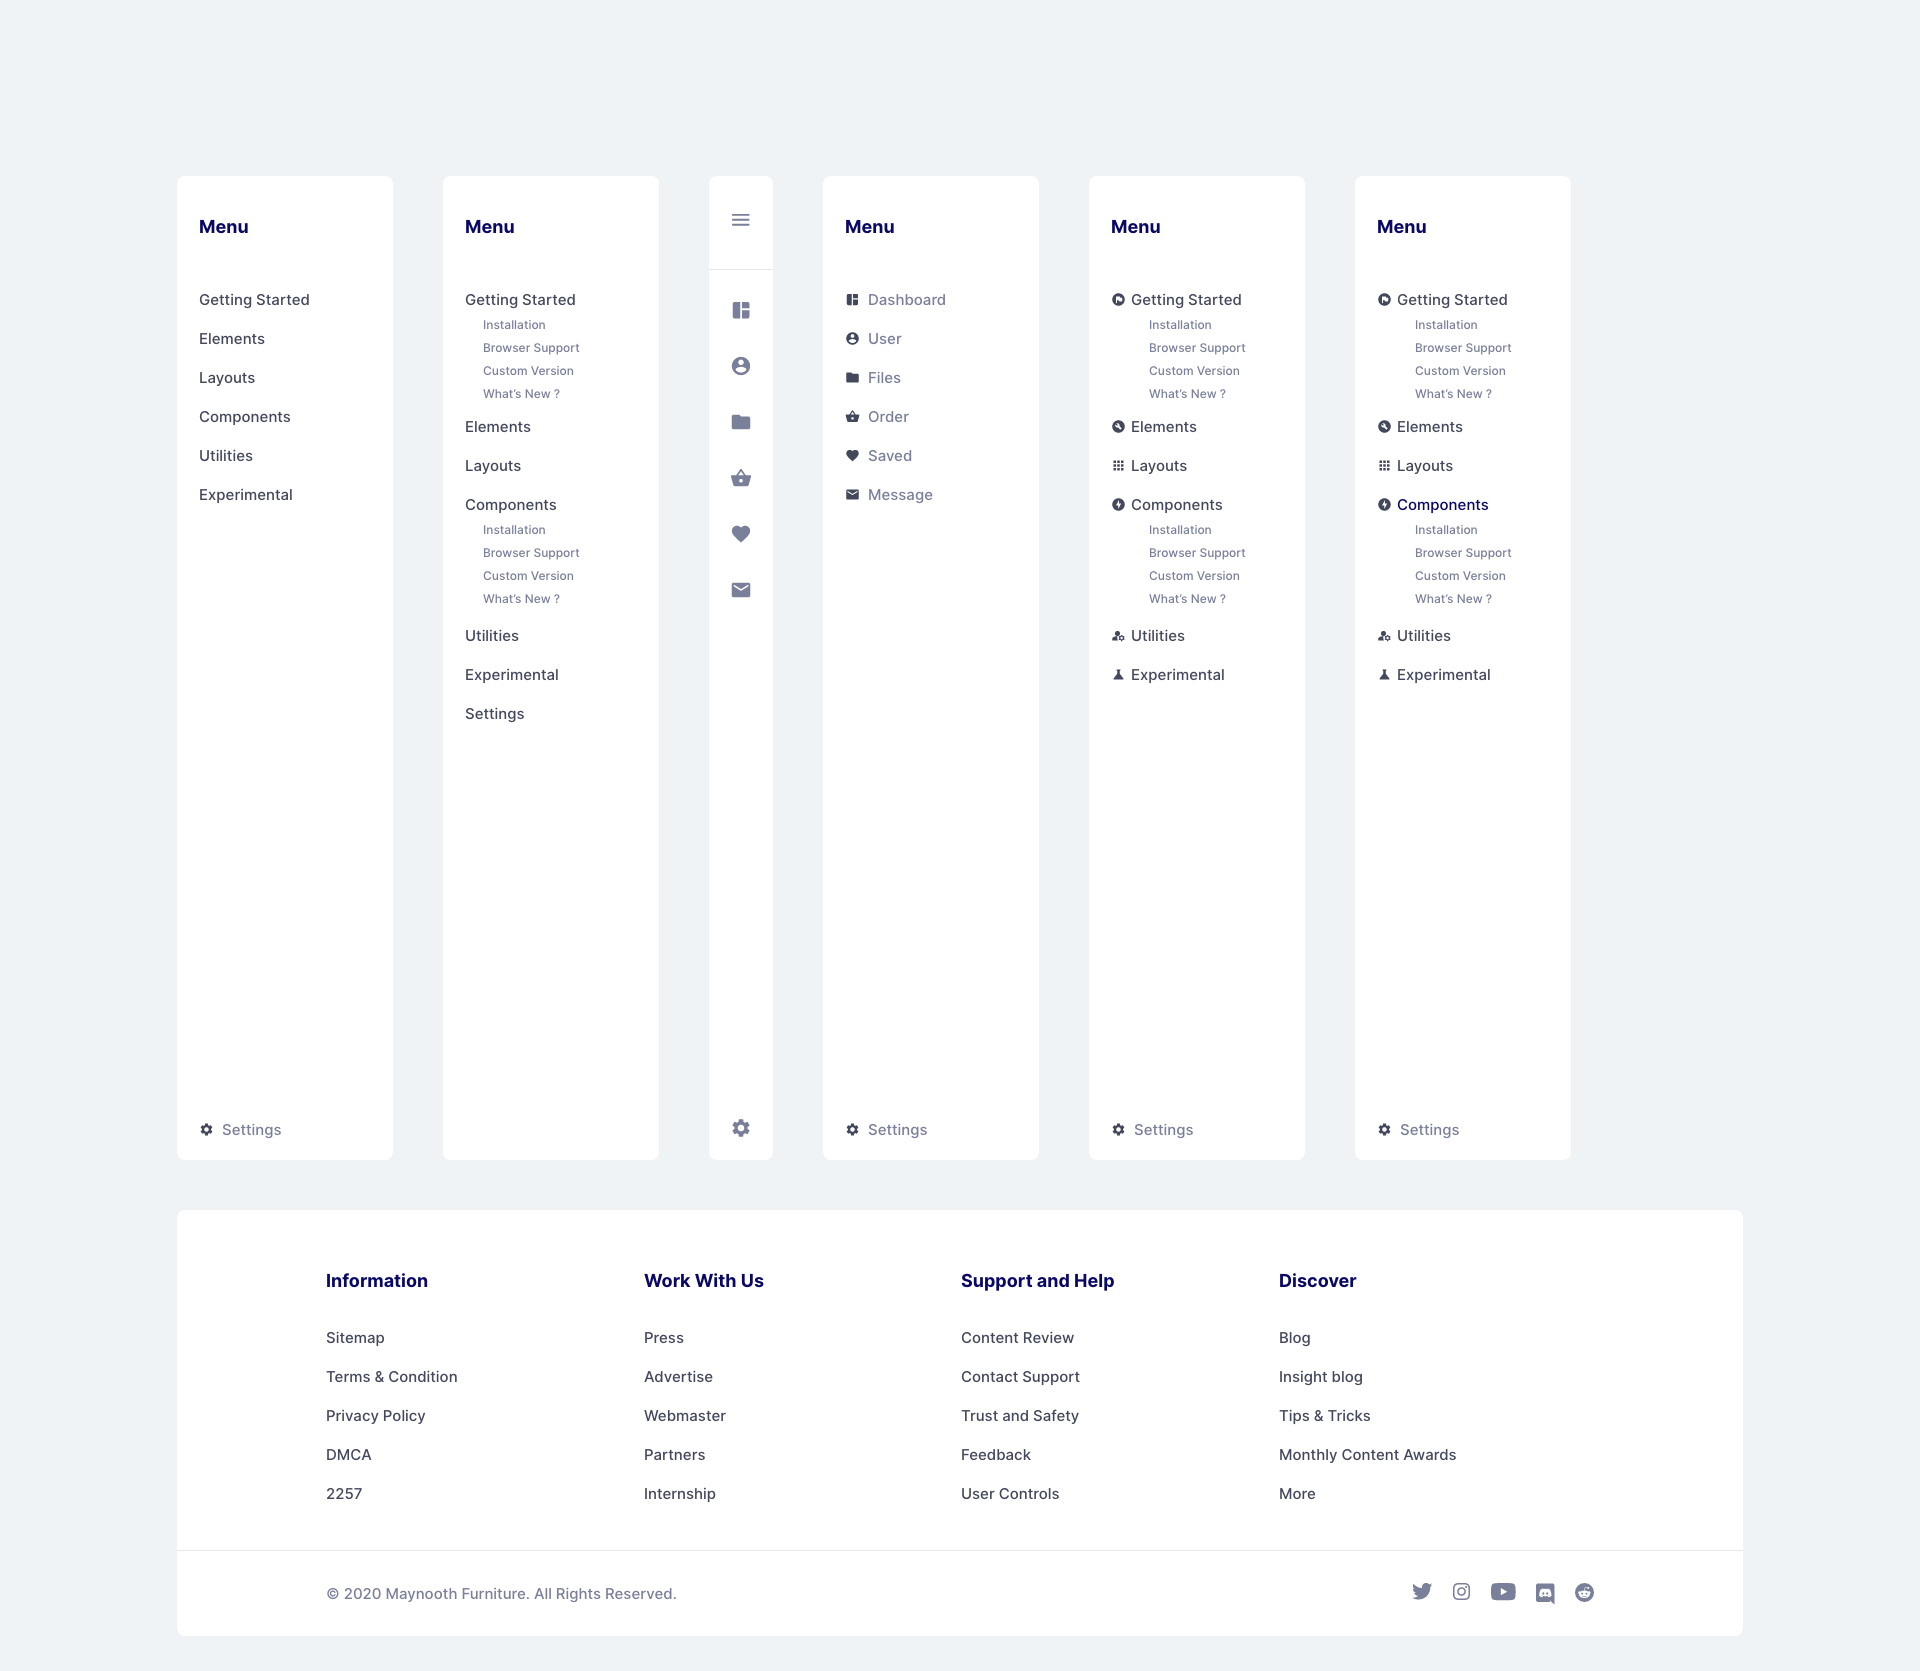 Menu
Getting Started
Elements
Layouts
Components
Utilities
Experimental
Settings
Menu
Getting Started
Installation
Browser Support
Custom Version
What's New ?
Elements
Layouts
Components
Installation
Browser Support
Custom Version
What's New ?
Utilities
Experimental
Settings
Menu
Dashboard
User
Files
Order
Saved
Message
Settings
Menu
Getting Started
Installation
Browser Support
Custom Version
What's New ?
Elements
Layouts
Components
Installation
Browser Support
Custom Version
What's New ?
Utilities
Experimental
Settings
Menu
Getting Started
Installation
Browser Support
Custom Version
What's New ?
Elements
Layouts
Components
Installation
Browser Support
Custom Version
What's New ?
Utilities
Experimental
Settings
Information
Sitemap
Terms & Condition
Privacy Policy
DMCA
2257
Work With Us
Press
Advertise
Webmaster
Partners
Internship
Support and Help
Content Review
Contact Support
Trust and Safety
Feedback
User Controls
Discover
Blog
Insight blog
Tips & Tricks
Monthly Content Awards
More
© 2020 Maynooth Furniture. All Rights Reserved.